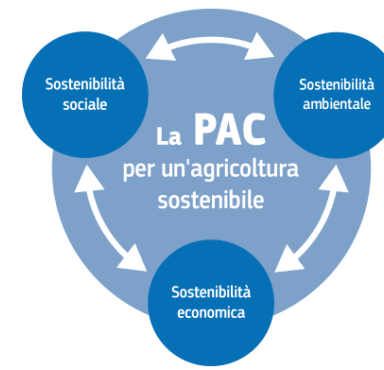 Sostenibilità
sociale
Sostenibilità
ambientale
La PAC
per un'agricoltura
sostenibile
Sostenibilità
economica